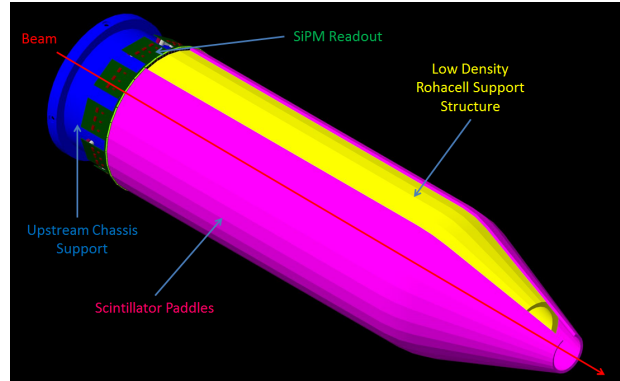 SiPM Readout
Beam
Low Density
Rohacell Support
Structure
Upstream Chassis
Support
Scintillator Paddles